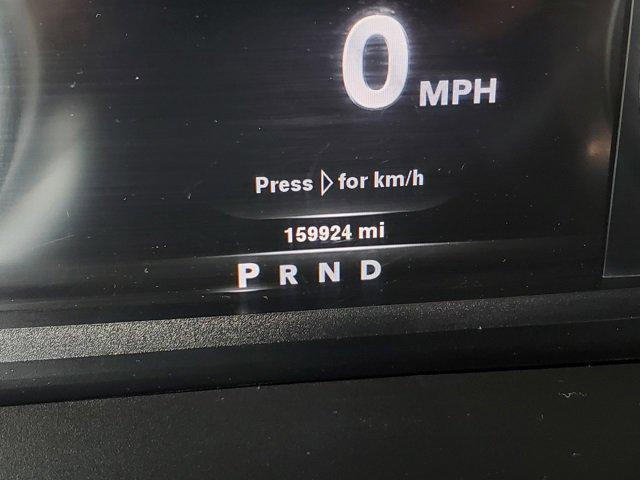 0 MPH
Press ▷ for km/h
159924 mi
P R N D